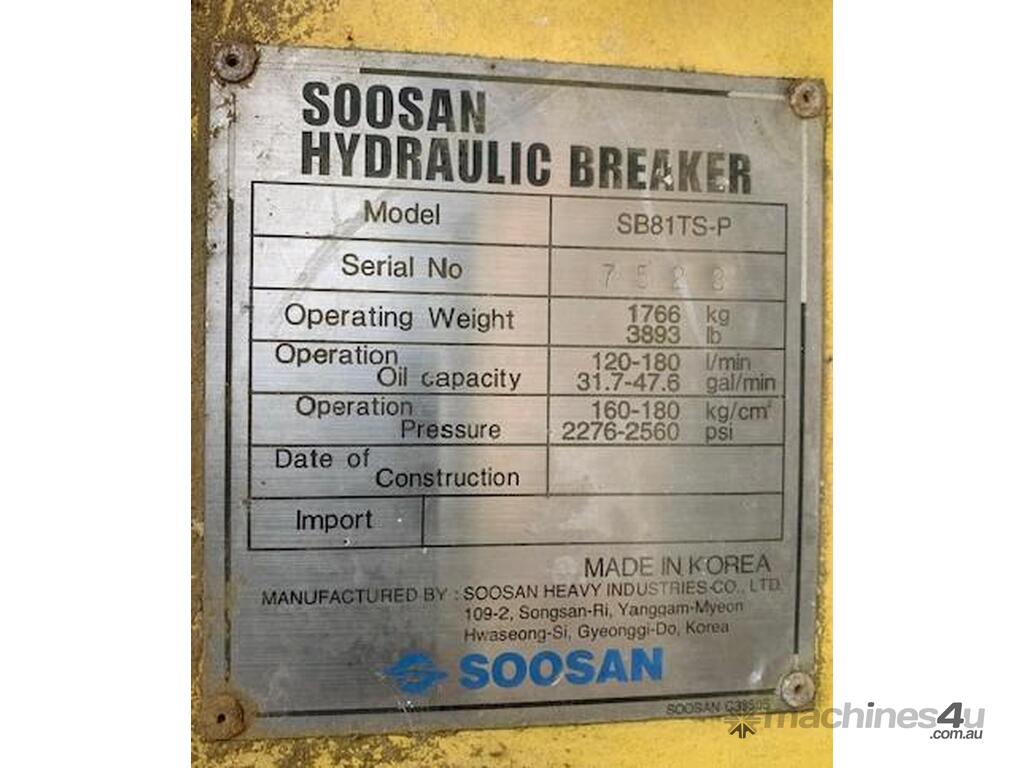 SOOSAN
HYDRAULIC BREAKER
Model SB81TS-P
Serial No 7523
Operating Weight 1766 kg
3893 lb
Operation 120-180 l/min
Oil capacity 31.7-47.6 gal/min
Operation 160-180 kg/cm²
Pressure 2276-2560 psi
Date of
Construction
Import
MADE IN KOREA
MANUFACTURED BY : SOOSAN HEAVY INDUSTRIES CO., LTD.
109-2, Songsan-Ri, Yanggam-Myeon
Hwaseong-Si, Gyeonggi-Do, Korea
SOOSAN
SOOSAN
machines4u
.com.au